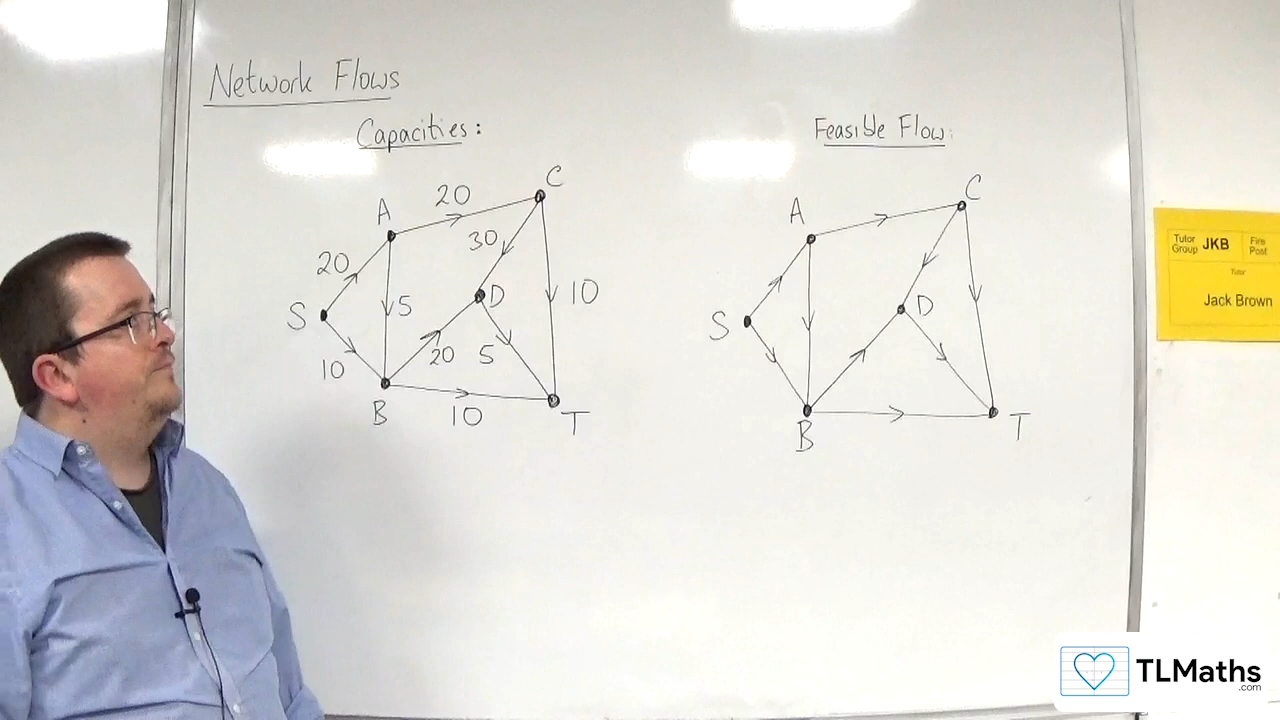 Network Flows
Capacities:
A
20
C
20
30
S
5
D
10
10
20
5
B
10
T
Feasible Flow:
A
C
S
D
B
T
Tutor Group JKB
Fire Post
Tutor
Jack Brown
TLMaths
.com